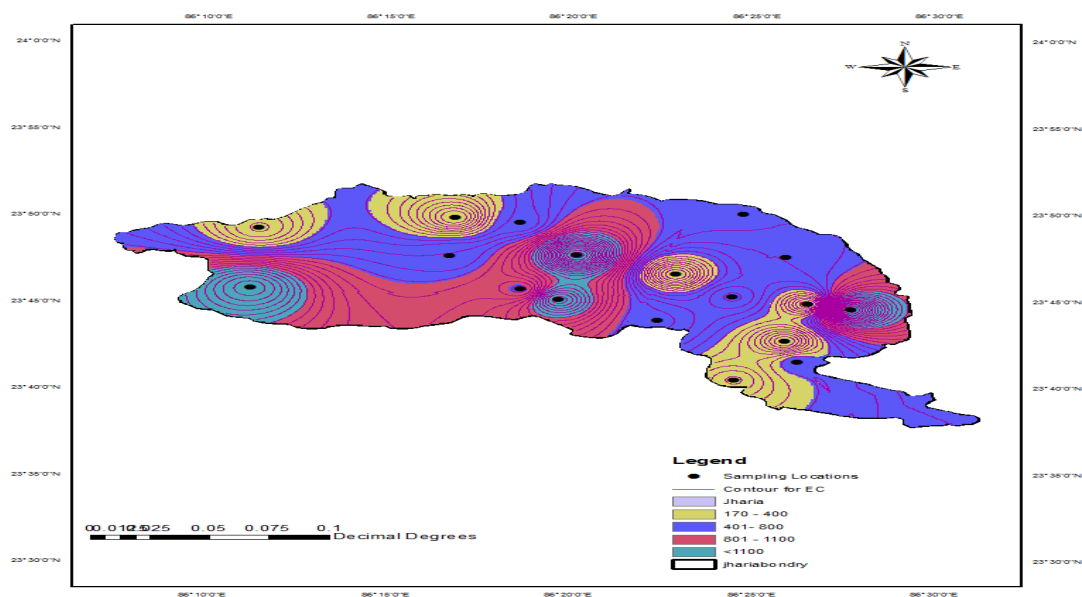 86°10'0"E 86°15'0"E 86°20'0"E 86°25'0"E 86°30'0"E
24°0'0"N 24°0'0"N
N
W E
S
23°55'0"N 23°55'0"N
23°50'0"N 23°50'0"N
23°45'0"N 23°45'0"N
23°40'0"N 23°40'0"N
Legend
Sampling Locations
23°35'0"N 23°35'0"N
Contour for EC
Jharia
170 - 400
401- 800
801 - 1100
<1100
jhariabondry
0 0.0125 0.025 0.05 0.075 0.1
Decimal Degrees
23°30'0"N 23°30'0"N
86°10'0"E 86°15'0"E 86°20'0"E 86°25'0"E 86°30'0"E